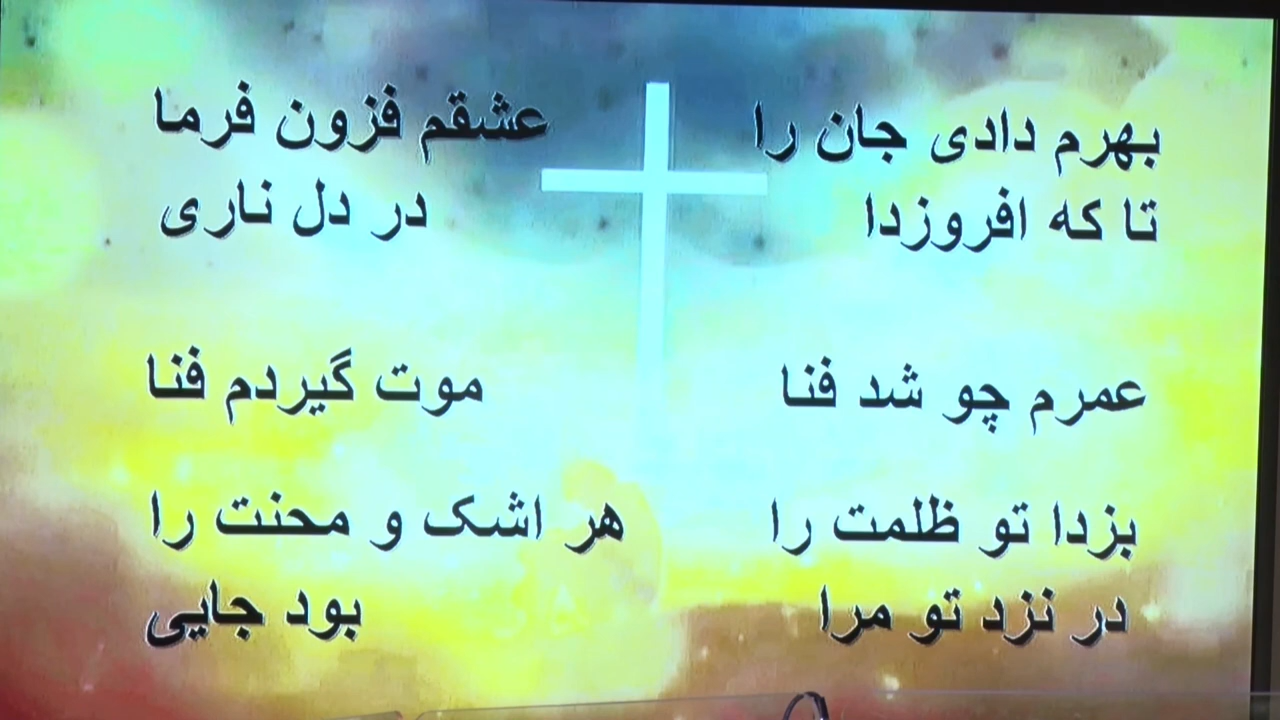 بهرم دادی جان را عشقم فزون فرما
تا که افروزدا در دل ناری
عمرم چو شد فنا موت گیردم فنا
بزدا تو ظلمت را هر اشک و محنت را
در نزد تو مرا بود جایی